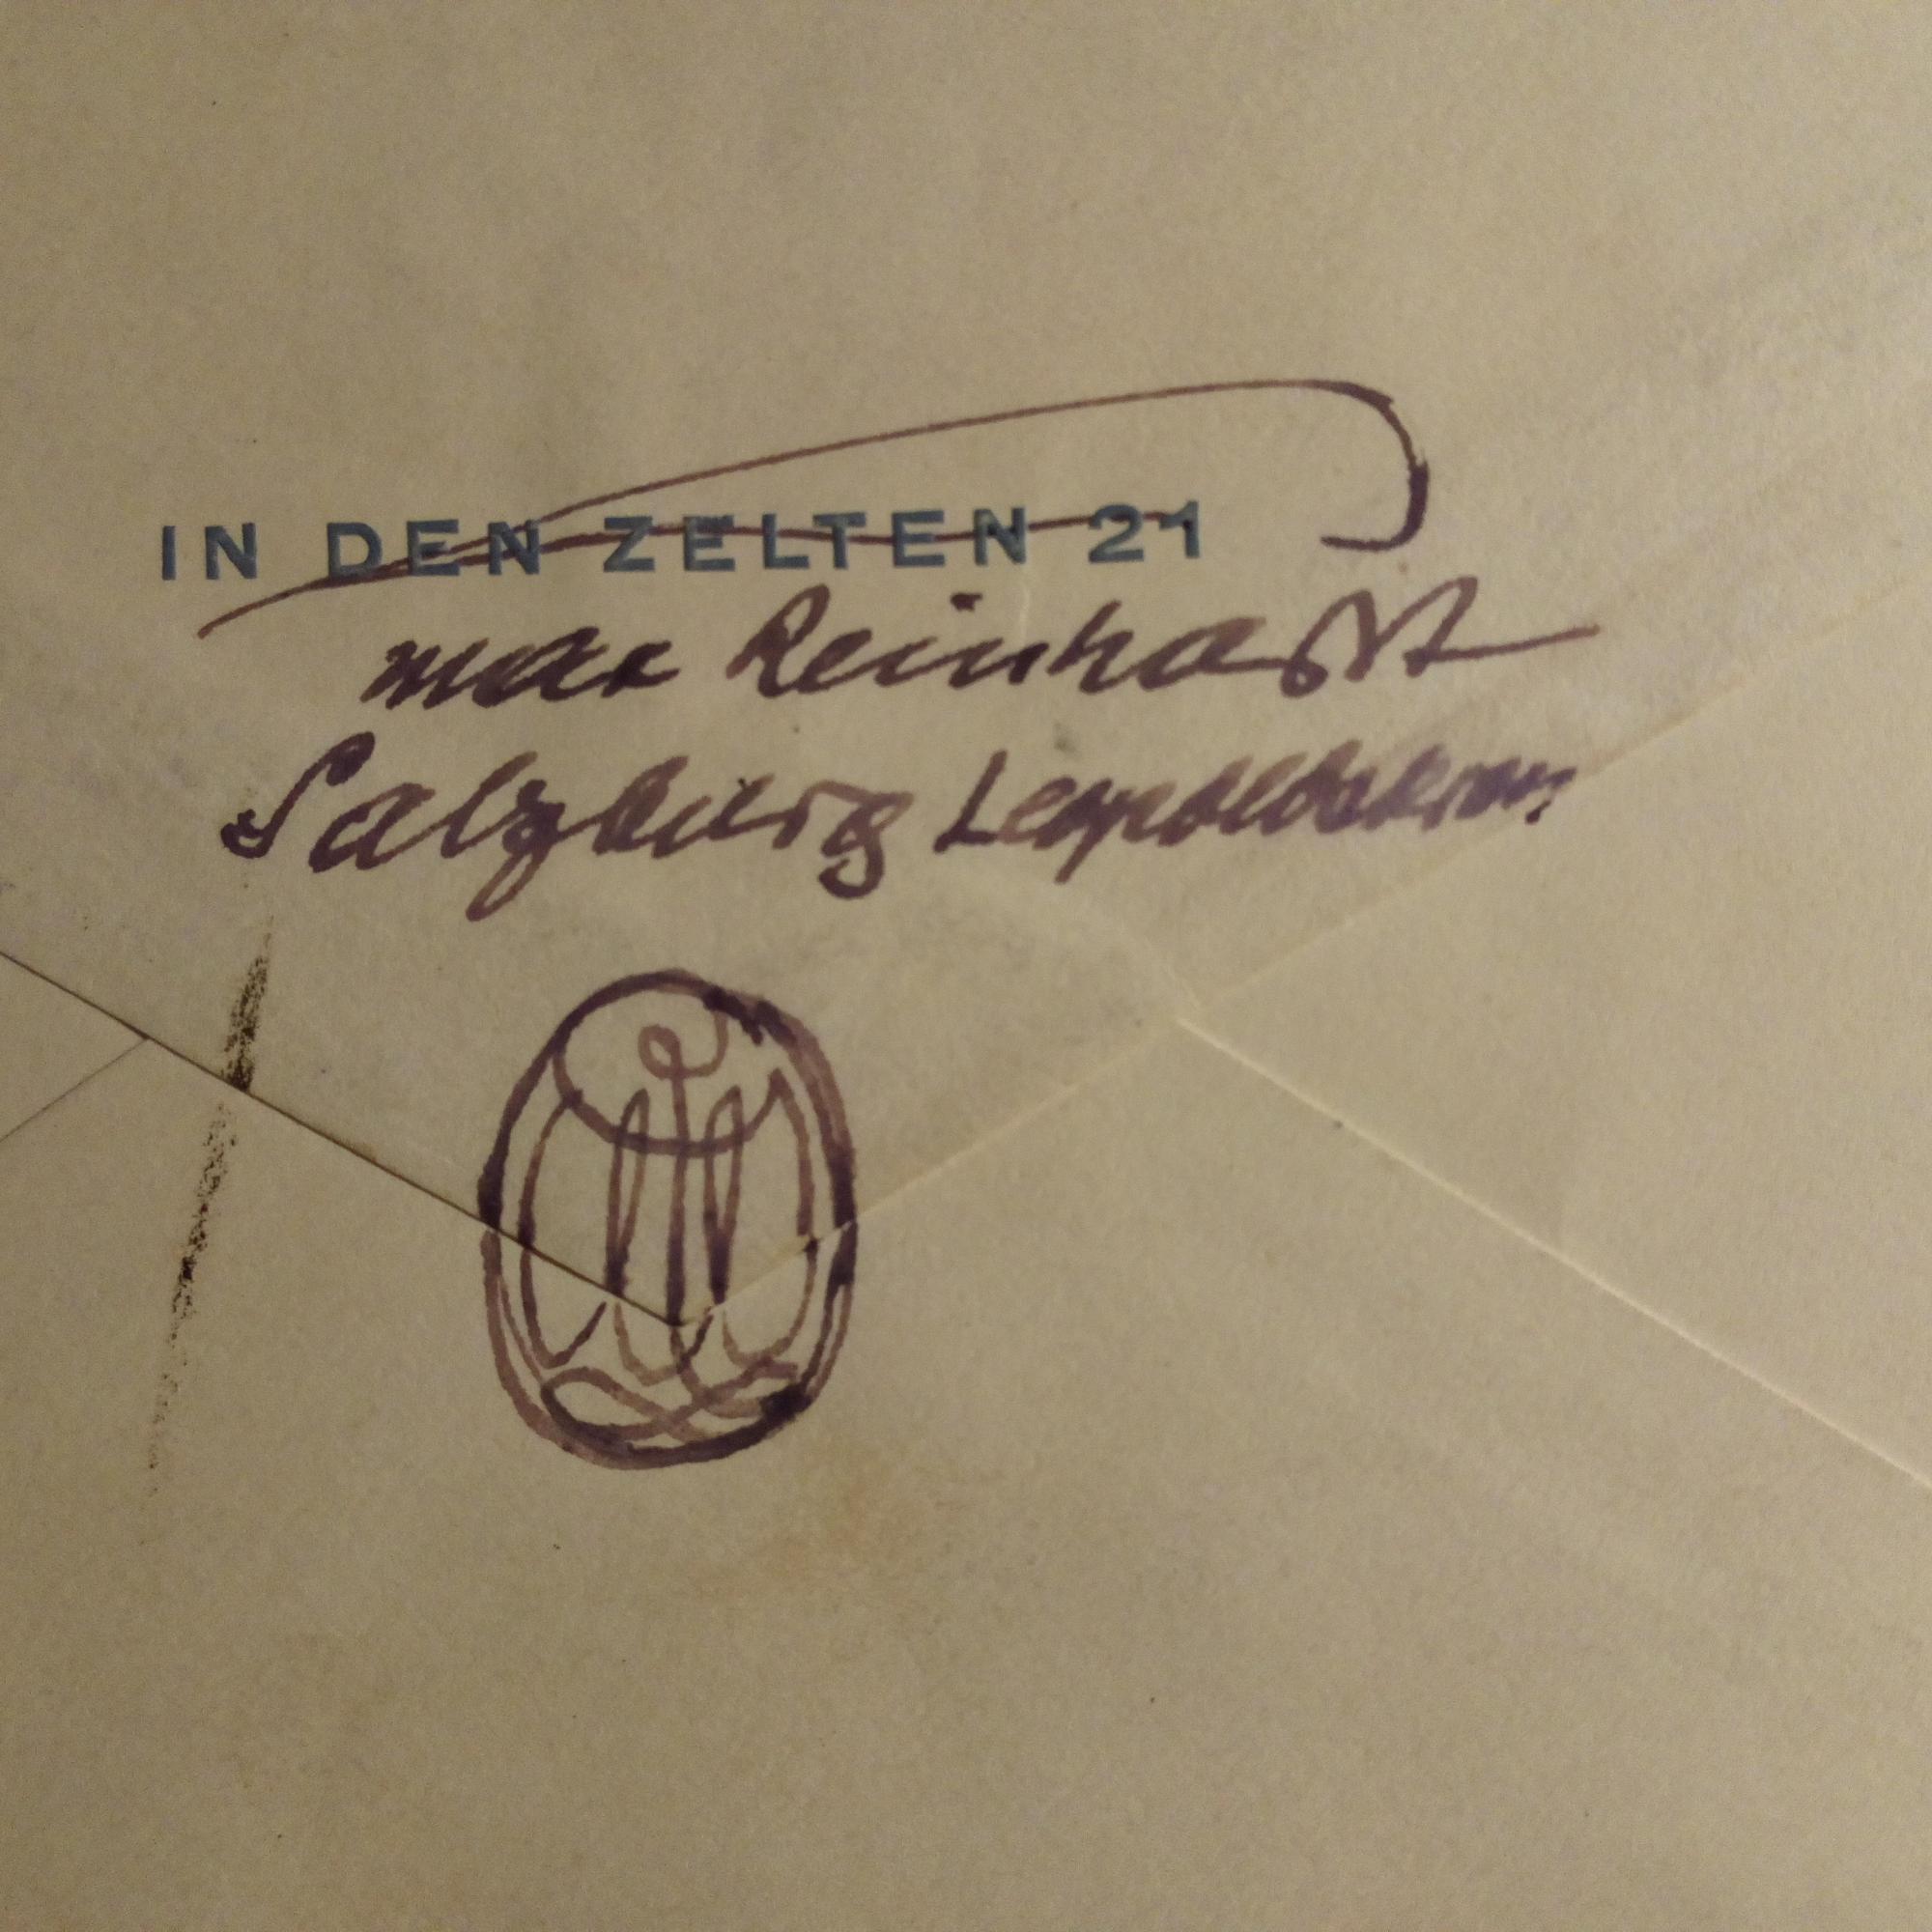 IN DEN ZELTEN 21
Max Reinhardt
Salzburg Leopoldskron